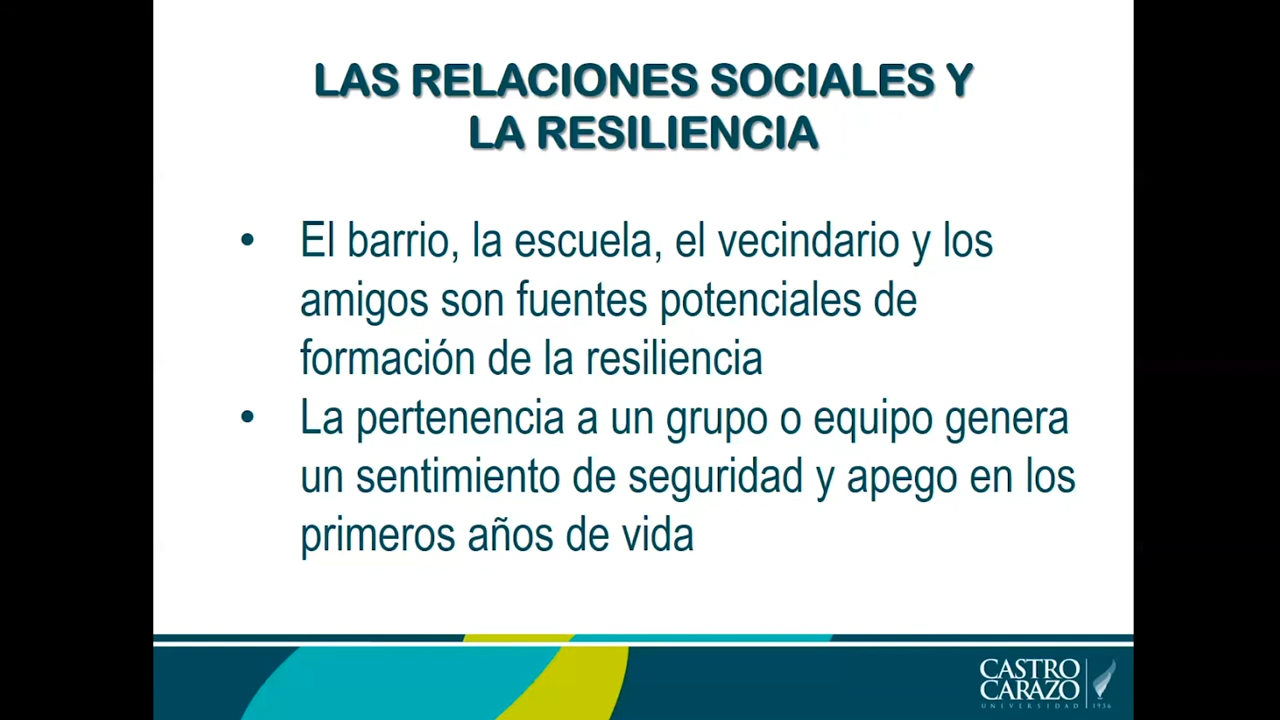 LAS RELACIONES SOCIALES Y
LA RESILIENCIA
• El barrio, la escuela, el vecindario y los
amigos son fuentes potenciales de
formación de la resiliencia
• La pertenencia a un grupo o equipo genera
un sentimiento de seguridad y apego en los
primeros años de vida
CASTRO
CARAZO
UNIVERSIDAD 1936